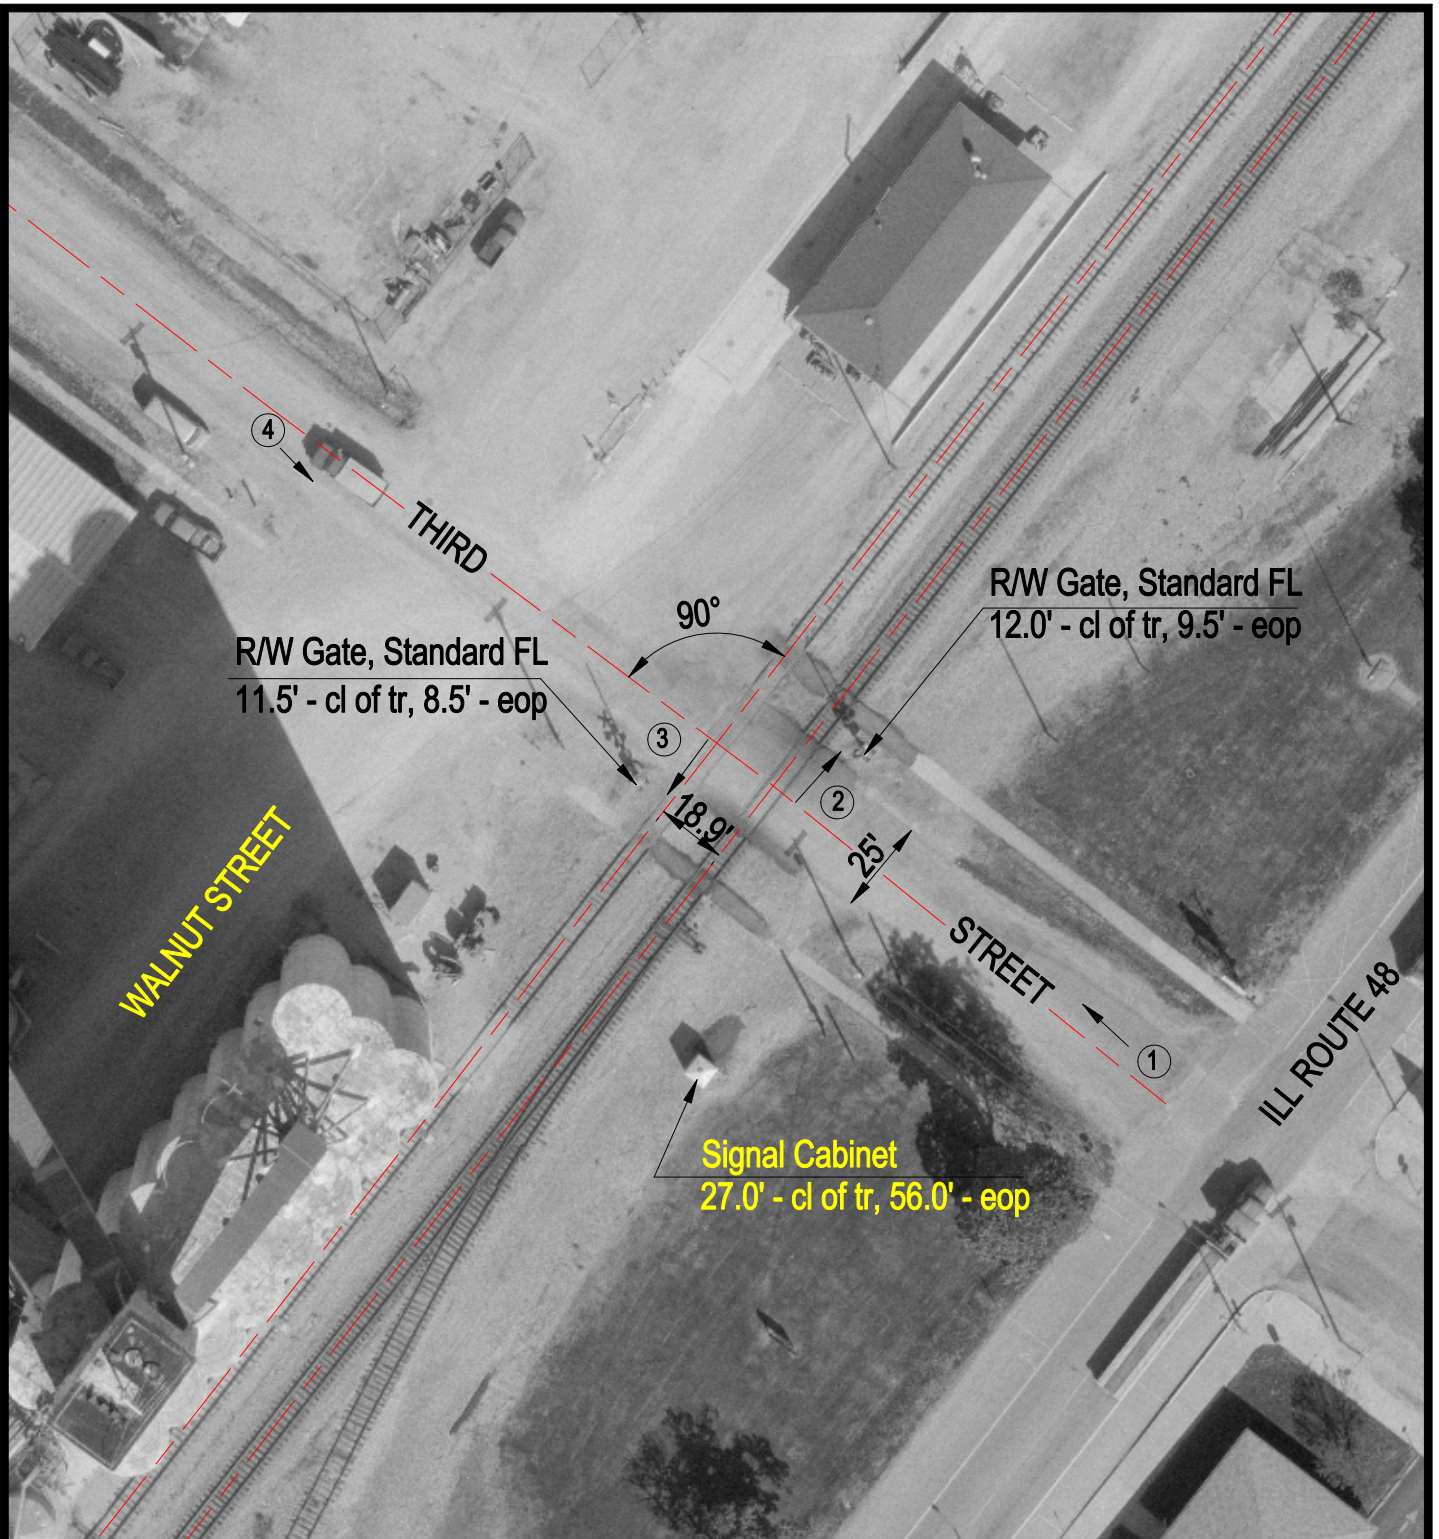 4
THIRD
90°
R/W Gate, Standard FL
12.0' - cl of tr, 9.5' - eop
R/W Gate, Standard FL
11.5' - cl of tr, 8.5' - eop
3
2
18.9'
25'
WALNUT STREET
STREET
ILL ROUTE 48
1
Signal Cabinet
27.0' - cl of tr, 56.0' - eop